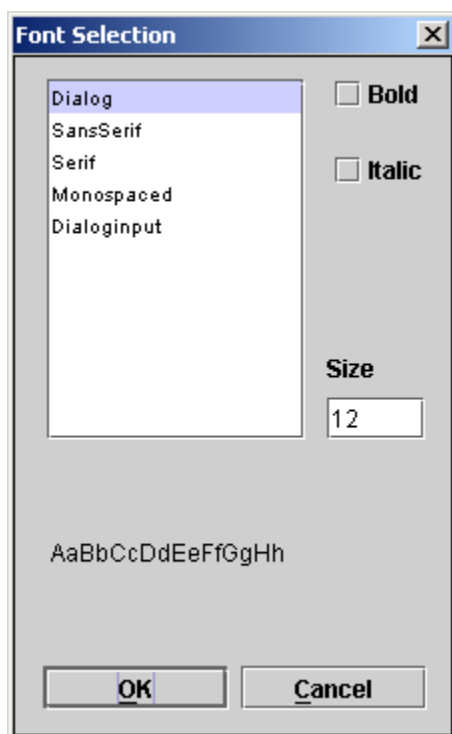 Font Selection
Dialog
SansSerif
Serif
Monospaced
Dialoginput
Bold
Italic
Size
12
AaBbCcDdEeFfGgHh
OK
Cancel